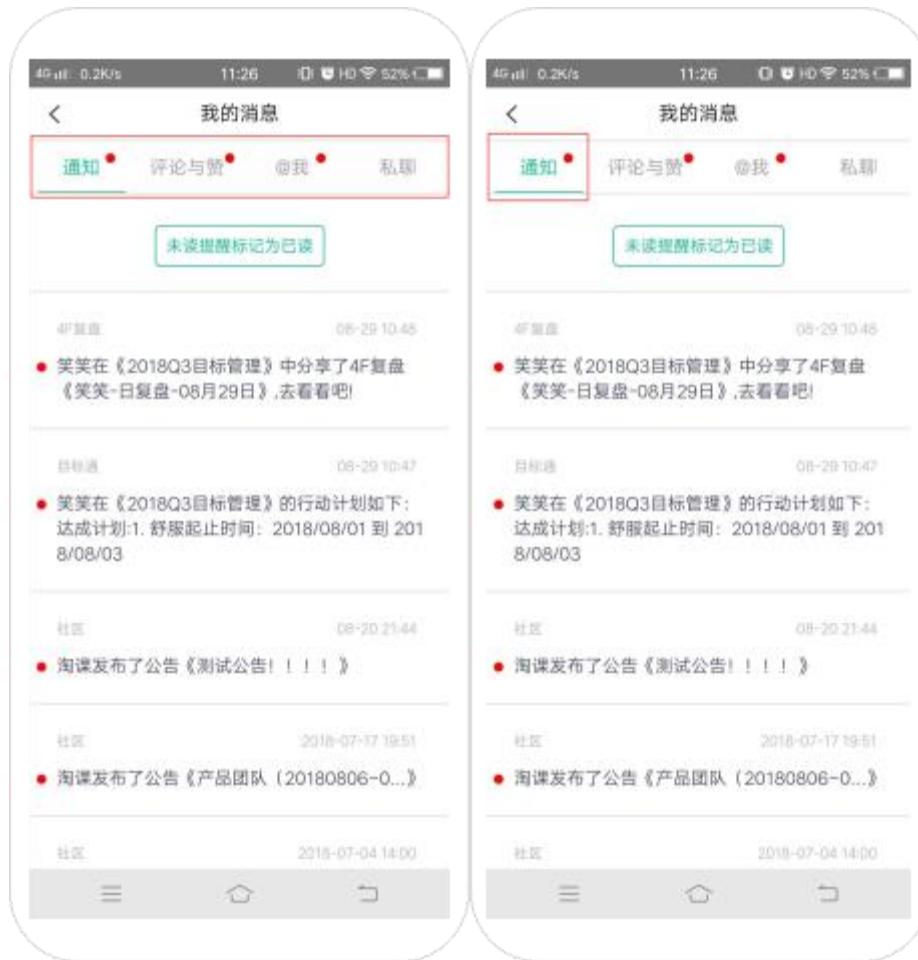 4G 0.2K/s 11:26 HD 52%
我的消息
通知 评论与赞 @我 私聊
未读提醒标记为已读
4F复盘 08-29 10:48
笑笑在《2018Q3目标管理》中分享了4F复盘
《笑笑-日复盘-08月29日》,去看看吧!
目标通 08-29 10:47
笑笑在《2018Q3目标管理》的行动计划如下:
达成计划:1. 舒服起止时间: 2018/08/01 到 201
8/08/03
社区 08-20 21:44
淘课发布了公告《测试公告!！！！》
社区 2018-07-17 19:51
淘课发布了公告《产品团队（20180806-0...》
社区 2018-07-04 14:00
4G 0.2K/s 11:26 HD 52%
我的消息
通知 评论与赞 @我 私聊
未读提醒标记为已读
4F复盘 08-29 10:48
笑笑在《2018Q3目标管理》中分享了4F复盘
《笑笑-日复盘-08月29日》,去看看吧!
目标通 08-29 10:47
笑笑在《2018Q3目标管理》的行动计划如下:
达成计划:1. 舒服起止时间: 2018/08/01 到 201
8/08/03
社区 08-20 21:44
淘课发布了公告《测试公告!！！！》
社区 2018-07-17 19:51
淘课发布了公告《产品团队（20180806-0...》
社区 2018-07-04 14:00